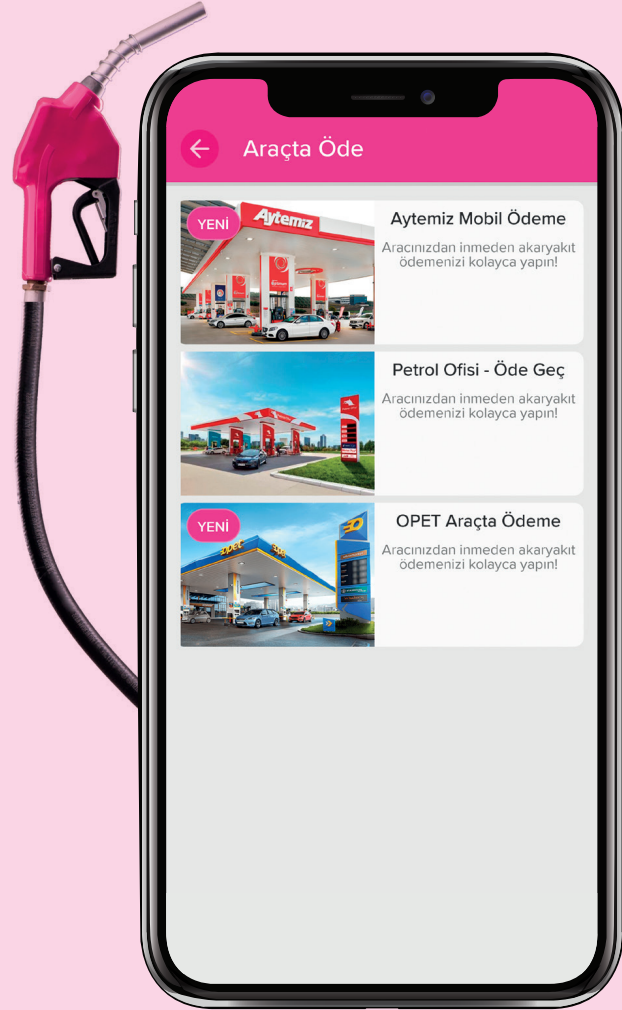 Araçta Öde
YENİ
Aytemiz
Aytemiz Mobil Ödeme
Aracınızdan inmeden akaryakıt
ödemenizi kolayca yapın!
Petrol Ofisi - Öde Geç
Aracınızdan inmeden akaryakıt
ödemenizi kolayca yapın!
YENİ
opet
OPET Araçta Ödeme
Aracınızdan inmeden akaryakıt
ödemenizi kolayca yapın!